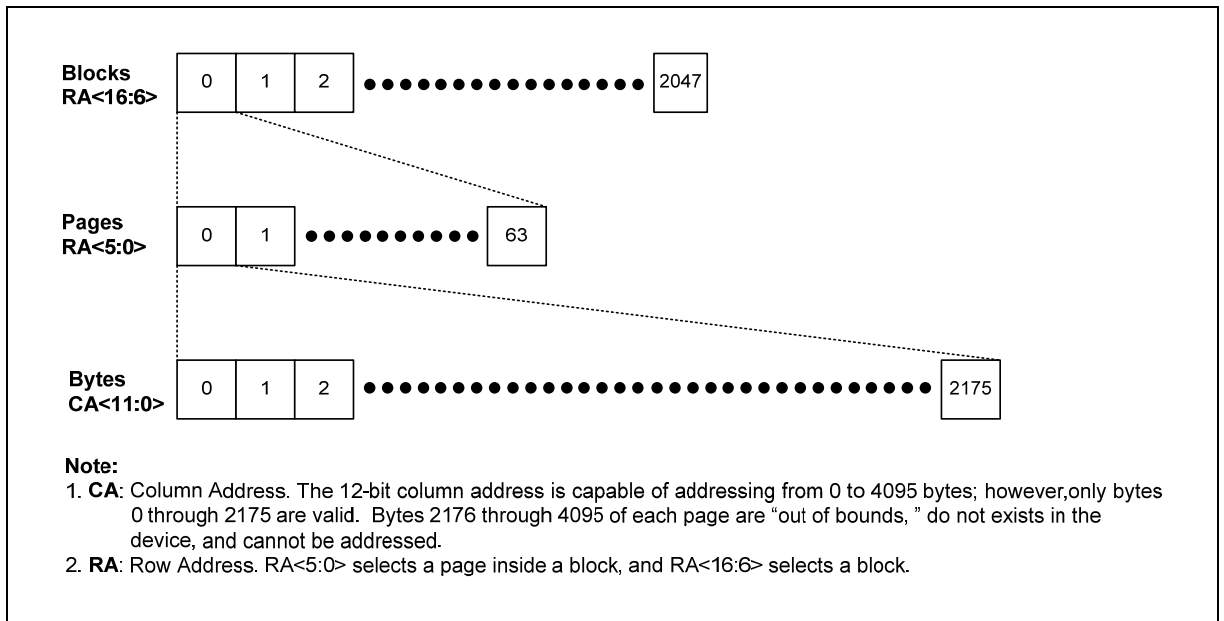 Blocks
RA<16:6>
0 1 2 2047
Pages
RA<5:0>
0 1 63
Bytes
CA<11:0>
0 1 2 2175
Note:
1. CA: Column Address. The 12-bit column address is capable of addressing from 0 to 4095 bytes; however,only bytes
0 through 2175 are valid. Bytes 2176 through 4095 of each page are “out of bounds, ” do not exists in the
device, and cannot be addressed.
2. RA: Row Address. RA<5:0> selects a page inside a block, and RA<16:6> selects a block.